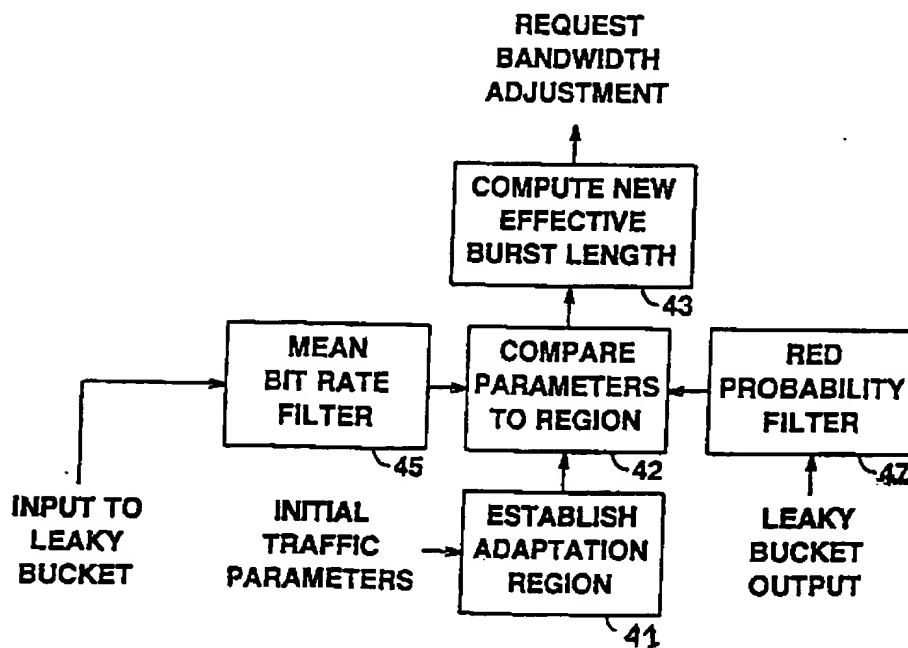 REQUEST
BANDWIDTH
ADJUSTMENT
COMPUTE NEW
EFFECTIVE
BURST LENGTH
43
MEAN
BIT RATE
FILTER
45
COMPARE
PARAMETERS
TO REGION
42
RED
PROBABILITY
FILTER
47
INPUT TO
LEAKY
BUCKET
INITIAL
TRAFFIC
PARAMETERS
ESTABLISH
ADAPTATION
REGION
41
LEAKY
BUCKET
OUTPUT